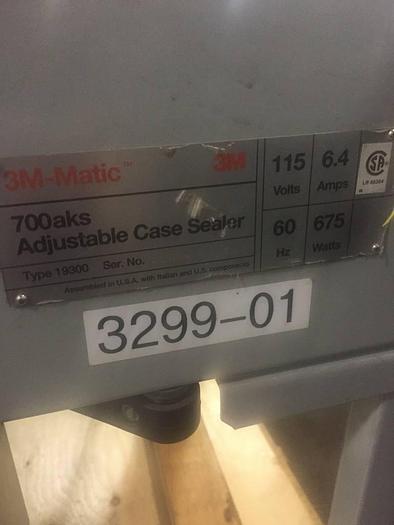 3M-Matic™ 3M
700aks
Adjustable Case Sealer
Type 19300 Ser. No.
Assembled in U.S.A. with Italian and U.S. components
115 Volts
6.4 Amps
60 Hz
675 Watts
SA
3299-01